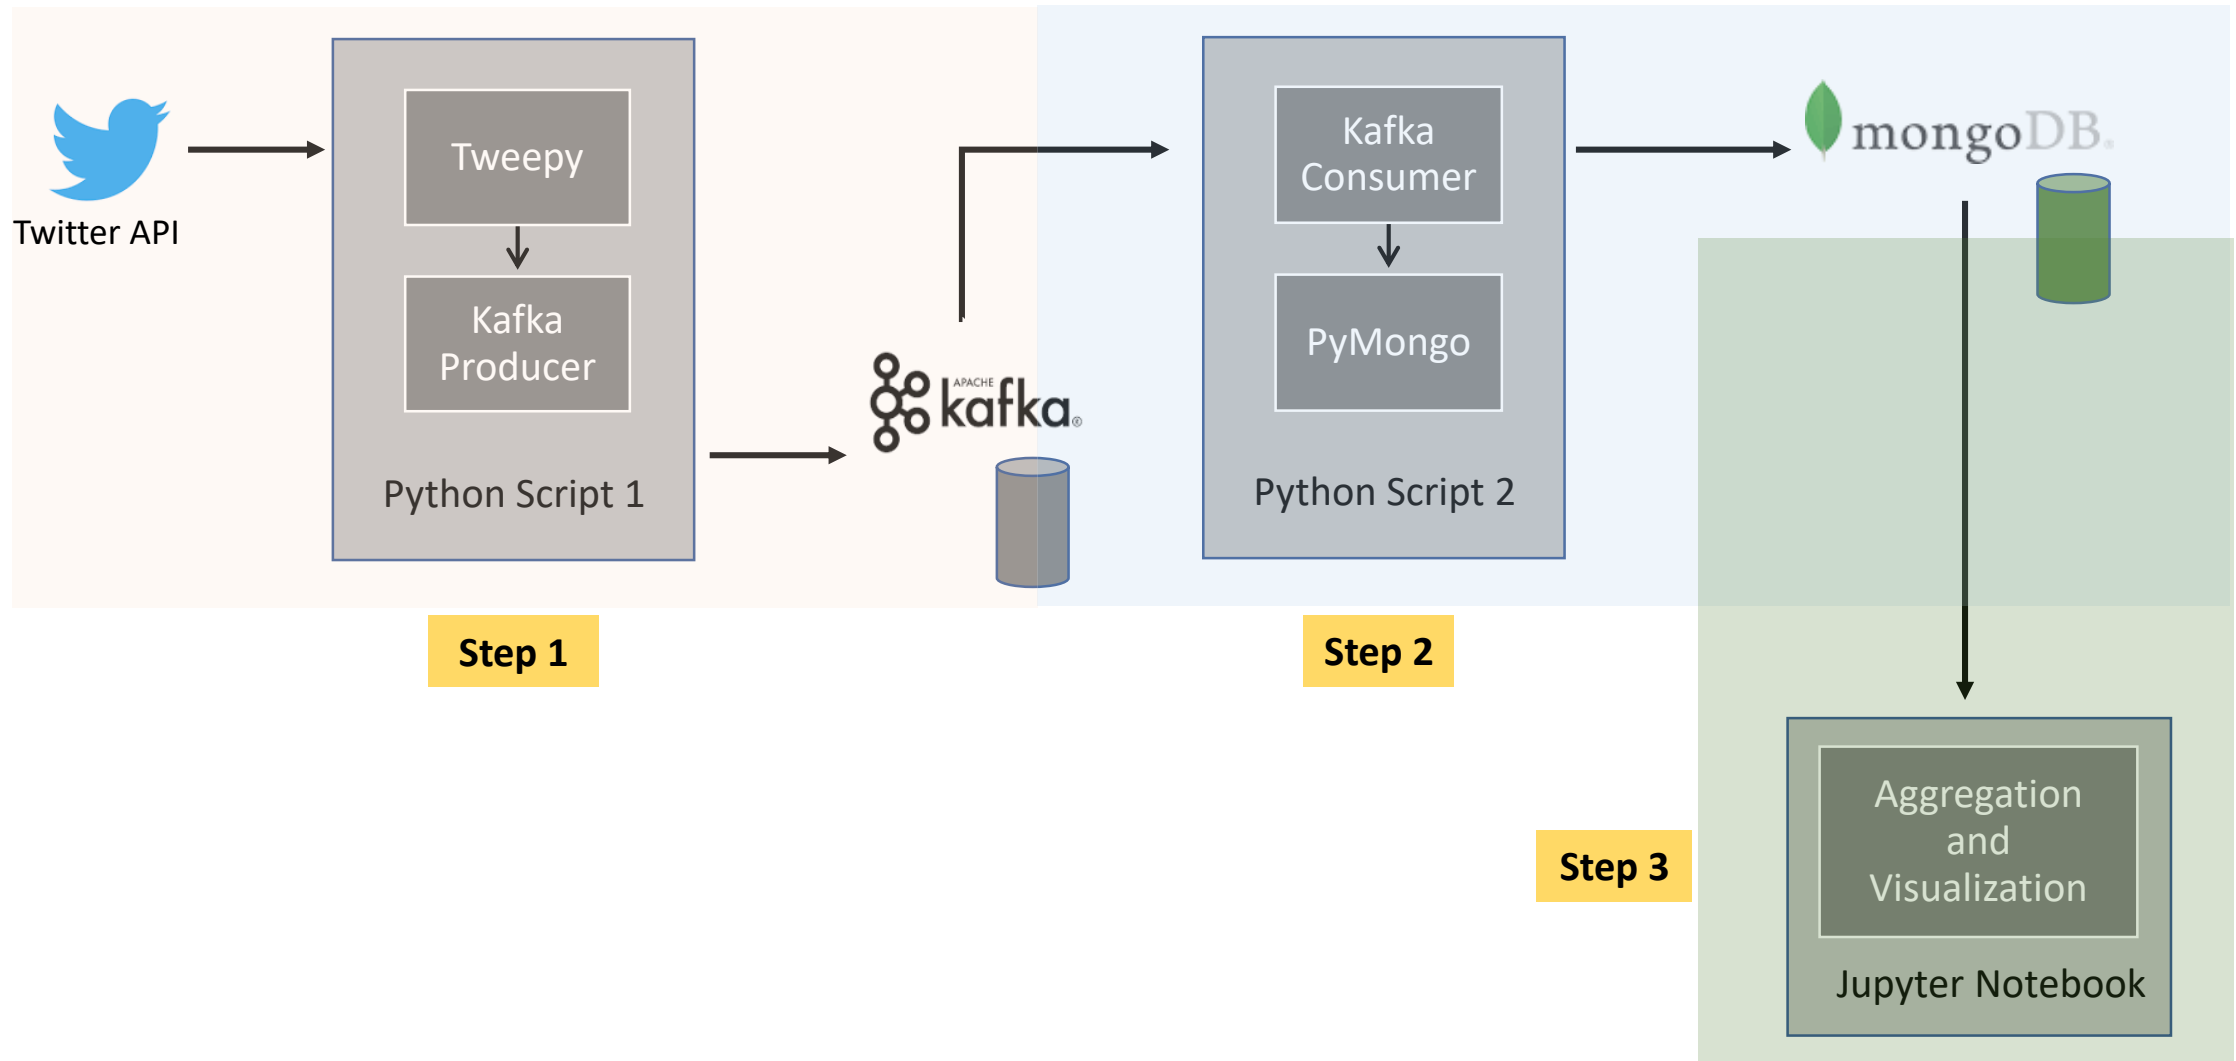 Twitter API
Tweepy
Kafka
Producer
Python Script 1
APACHE
kafka®
Kafka
Consumer
PyMongo
Python Script 2
mongoDB®
Step 1
Step 2
Step 3
Aggregation
and
Visualization
Jupyter Notebook